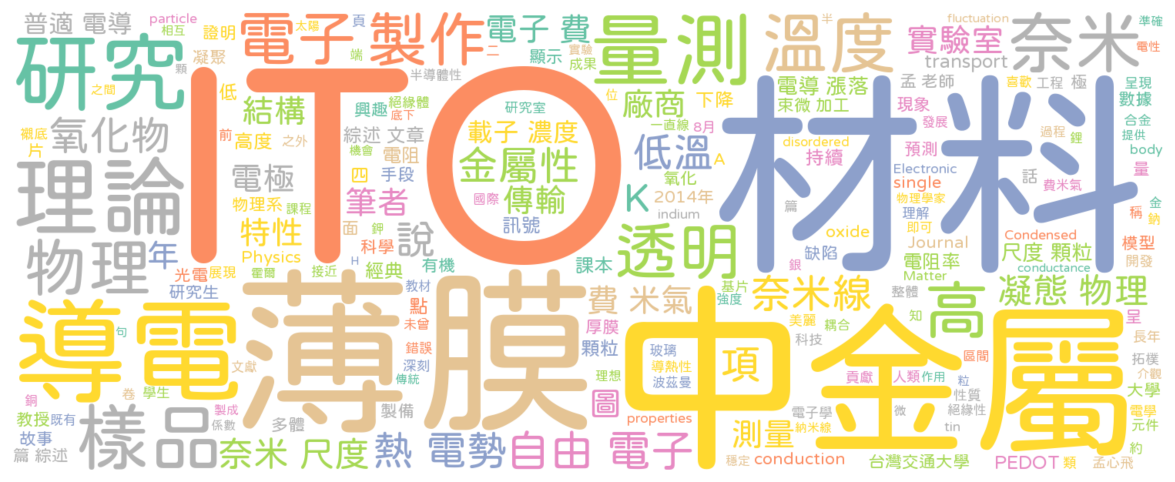 普適 電導
particle
相互
電子 製作
太陽
證明
端
頁
電子 費
顯示
二
實驗
成果
量測
溫度
半
fluctuation
實驗室
transport
奈米
準確
電性
研究
之間
凝聚
顆
低
結構
前
高度
之外
襯底
片
氧化物
半導體性
興趣
絕緣體
底下
綜述 文章
機會
電阻
四
手段
ITO
研究室
載子 濃度
金屬性
國際
傳輸
訊號
位
廠商
下降
一直線
8月
低溫
A
氧化
K
2014年
indium
電導 漲落
束微 加工
孟 老師
現象
發展
disordered
持續
預測
喜歡
工程
極
呈現
數據
過程
鋰
合金
提供
body
材料
Electronic
single
物理學家
理解
即可
話
費米氣
量
金
鈉
稱
篇
oxide
Journal
Condensed
尺度 顆粒
模型
開發
理論
電極
物理系
課程
鉀
面
筆者
特性
Physics
科學
說
物理
年
光電
展現
霍爾
接近
H
經典
有機
研究生
課本
透明
缺陷
銀
電阻率
Matter
conductance
導電
句
文獻
薄膜
教材
點
未曾
錯誤
深刻
傳統
費 米氣
厚膜
顆粒
理想
圖
基片
強度
奈米線
美麗
耦合
科技
整體
知
高
凝態 物理
呈
長年
區間
拓樸
介觀
中
玻璃
導熱性
波茲曼
項
金屬
貢獻
人類
作用
粒
性質
絕緣性
微
tin
大學
電學
元件
約
銅
卷
學生
教授
既有
故事
篇 綜述
樣品
製成
係數
多體
製備
奈米 尺度
熱 電勢
自由 電子
properties
測量
電子學
納米線
穩定
conduction
台灣交通大學
PEDOT
類
孟心飛